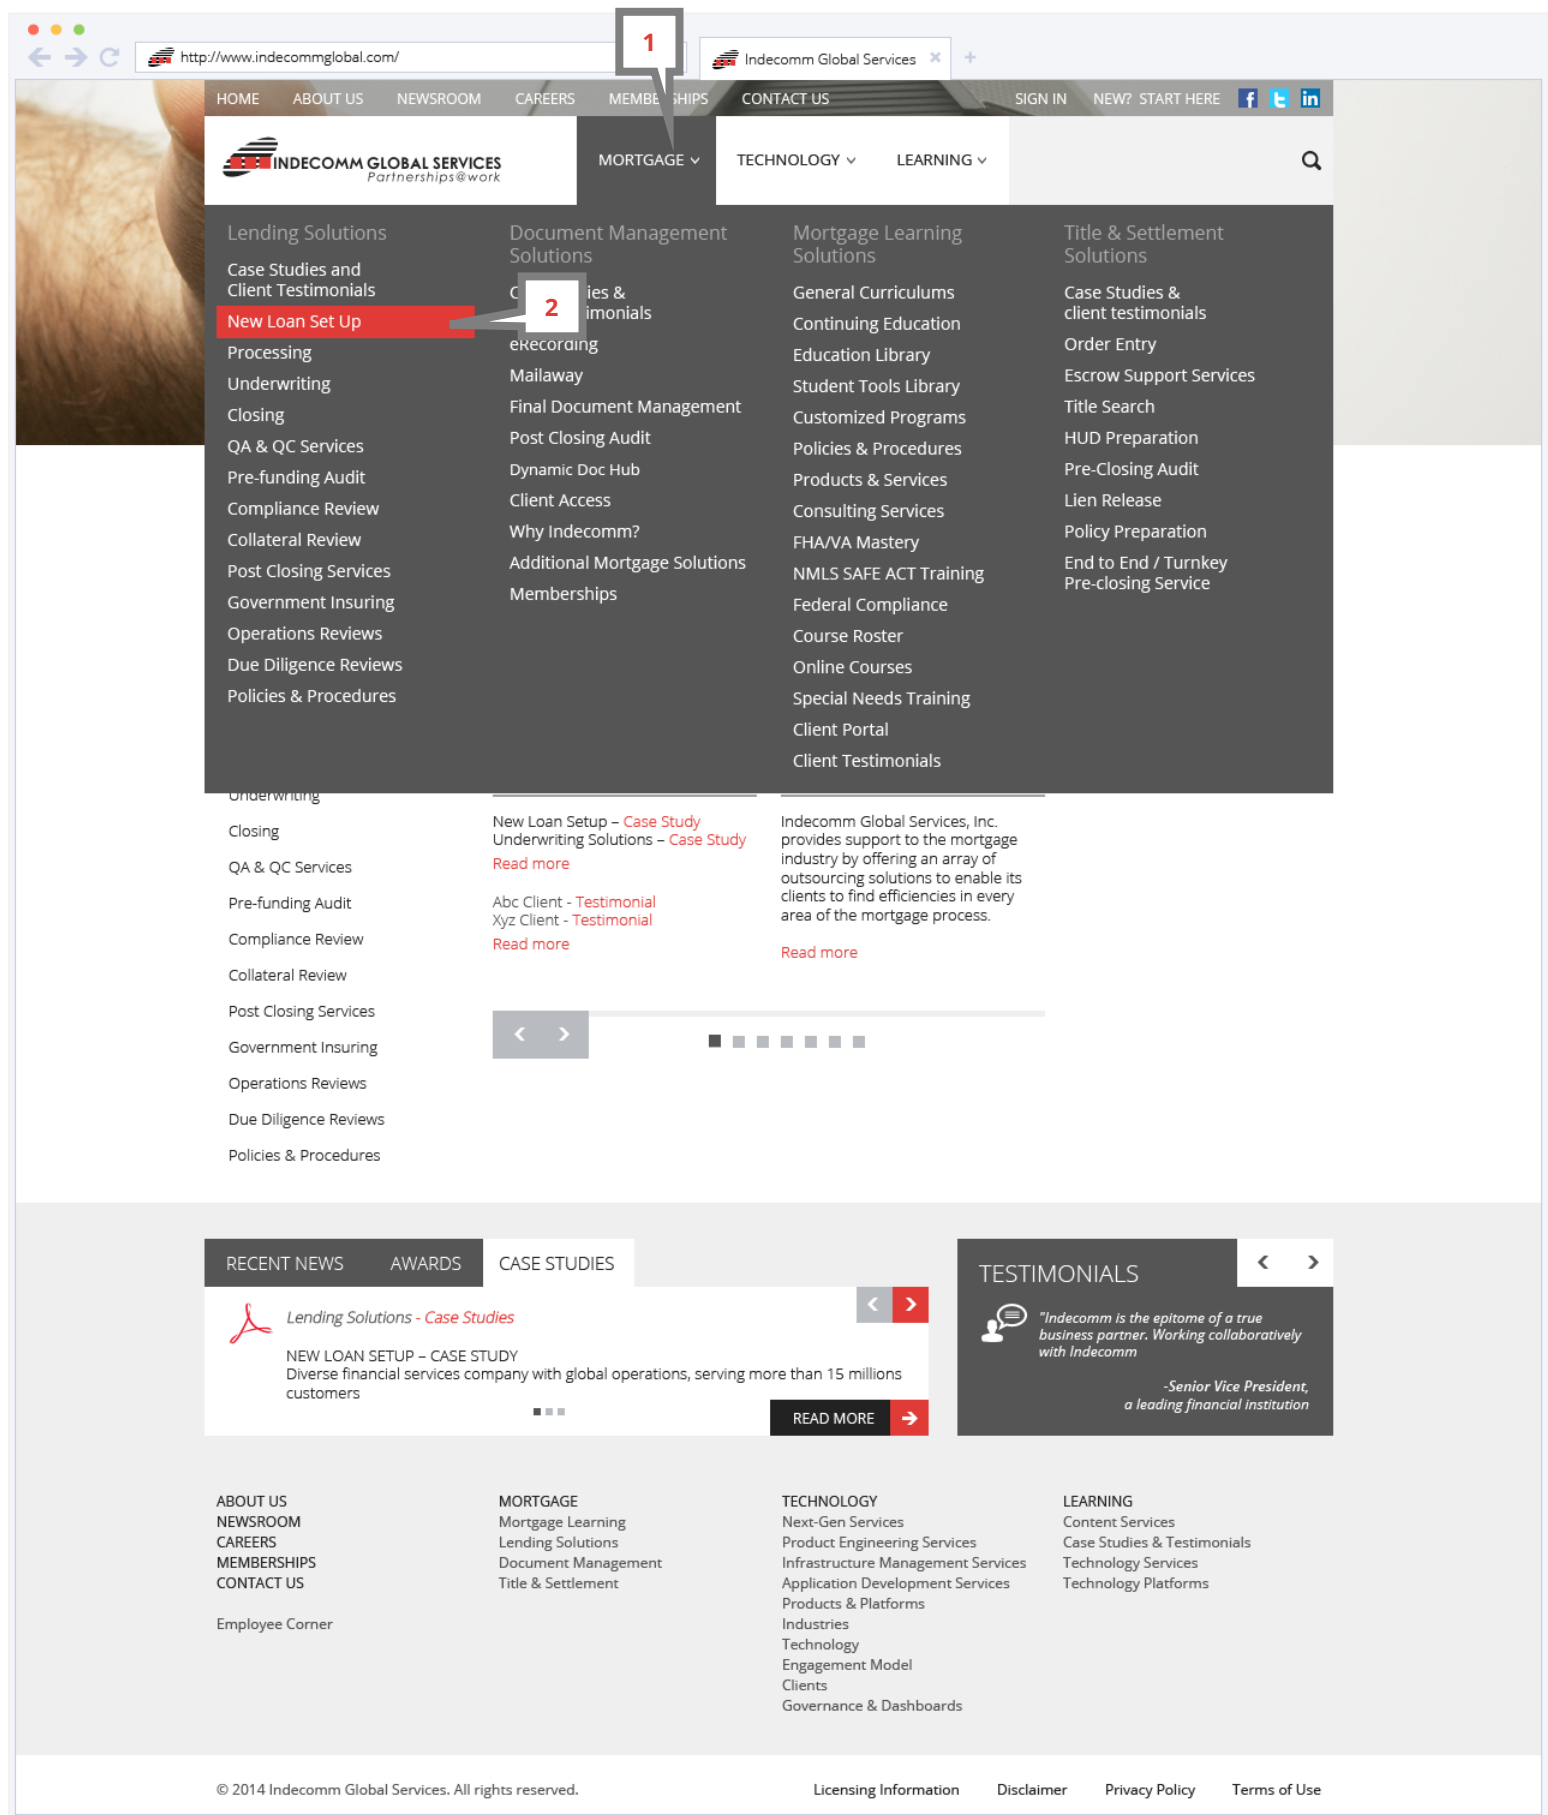 http://www.indecommglobal.com/
1
Indecomm Global Services
HOME ABOUT US NEWSROOM CAREERS CONTACT US SIGN IN NEW? START HERE
INDECOMM GLOBAL SERVICES
Partnerships@work
MORTGAGE TECHNOLOGY LEARNING
Lending Solutions
Case Studies and
Client Testimonials
New Loan Set Up
Processing
Underwriting
Closing
QA & QC Services
Pre-funding Audit
Compliance Review
Collateral Review
Post Closing Services
Government Insuring
Operations Reviews
Due Diligence Reviews
Policies & Procedures
2
Document Management
Solutions
eRecording
Mailaway
Final Document Management
Post Closing Audit
Dynamic Doc Hub
Client Access
Why Indecomm?
Additional Mortgage Solutions
Memberships
Mortgage Learning
Solutions
General Curriculums
Continuing Education
Education Library
Student Tools Library
Customized Programs
Policies & Procedures
Products & Services
Consulting Services
FHA/VA Mastery
NMLS SAFE ACT Training
Federal Compliance
Course Roster
Online Courses
Special Needs Training
Client Portal
Client Testimonials
Title & Settlement
Solutions
Case Studies &
client testimonials
Order Entry
Escrow Support Services
Title Search
HUD Preparation
Pre-Closing Audit
Lien Release
Policy Preparation
End to End / Turnkey
Pre-closing Service
Underwriting
Closing
QA & QC Services
Pre-funding Audit
Compliance Review
Collateral Review
Post Closing Services
Government Insuring
Operations Reviews
Due Diligence Reviews
Policies & Procedures
New Loan Setup – Case Study
Underwriting Solutions – Case Study
Read more
Abc Client - Testimonial
Xyz Client - Testimonial
Read more
Indecomm Global Services, Inc.
provides support to the mortgage
industry by offering an array of
outsourcing solutions to enable its
clients to find efficiencies in every
area of the mortgage process.
Read more
RECENT NEWS AWARDS CASE STUDIES
Lending Solutions - Case Studies
NEW LOAN SETUP – CASE STUDY
Diverse financial services company with global operations, serving more than 15 millions
customers
READ MORE
TESTIMONIALS
"Indecomm is the epitome of a true
business partner. Working collaboratively
with Indecomm
-Senior Vice President,
a leading financial institution
ABOUT US
NEWSROOM
CAREERS
MEMBERSHIPS
CONTACT US
Employee Corner
MORTGAGE
Mortgage Learning
Lending Solutions
Document Management
Title & Settlement
TECHNOLOGY
Next-Gen Services
Product Engineering Services
Infrastructure Management Services
Application Development Services
Products & Platforms
Industries
Technology
Engagement Model
Clients
Governance & Dashboards
LEARNING
Content Services
Case Studies & Testimonials
Technology Services
Technology Platforms
© 2014 Indecomm Global Services. All rights reserved.
Licensing Information Disclaimer Privacy Policy Terms of Use